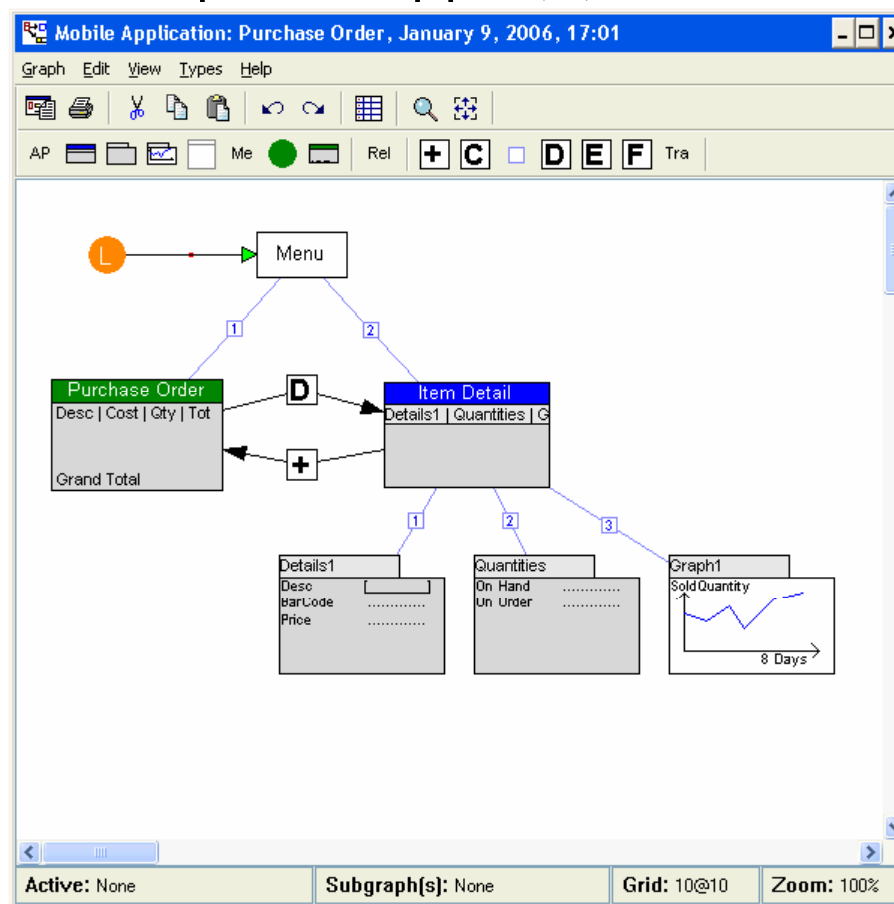 Mobile Application: Purchase Order, January 9, 2006, 17:01
Graph Edit View Types Help
AP Me Rel + C D E F Tra
L
Menu
1 2
Purchase Order
Desc | Cost | Qty | Tot
Grand Total
D
+
Item Detail
Details1 | Quantities | G
1 2 3
Details1
Desc
BarCode ............
Price ............
Quantities
On Hand ............
On Order ............
Graph1
SoldQuantity
8 Days
Active: None Subgraph(s): None Grid: 10@10 Zoom: 100%